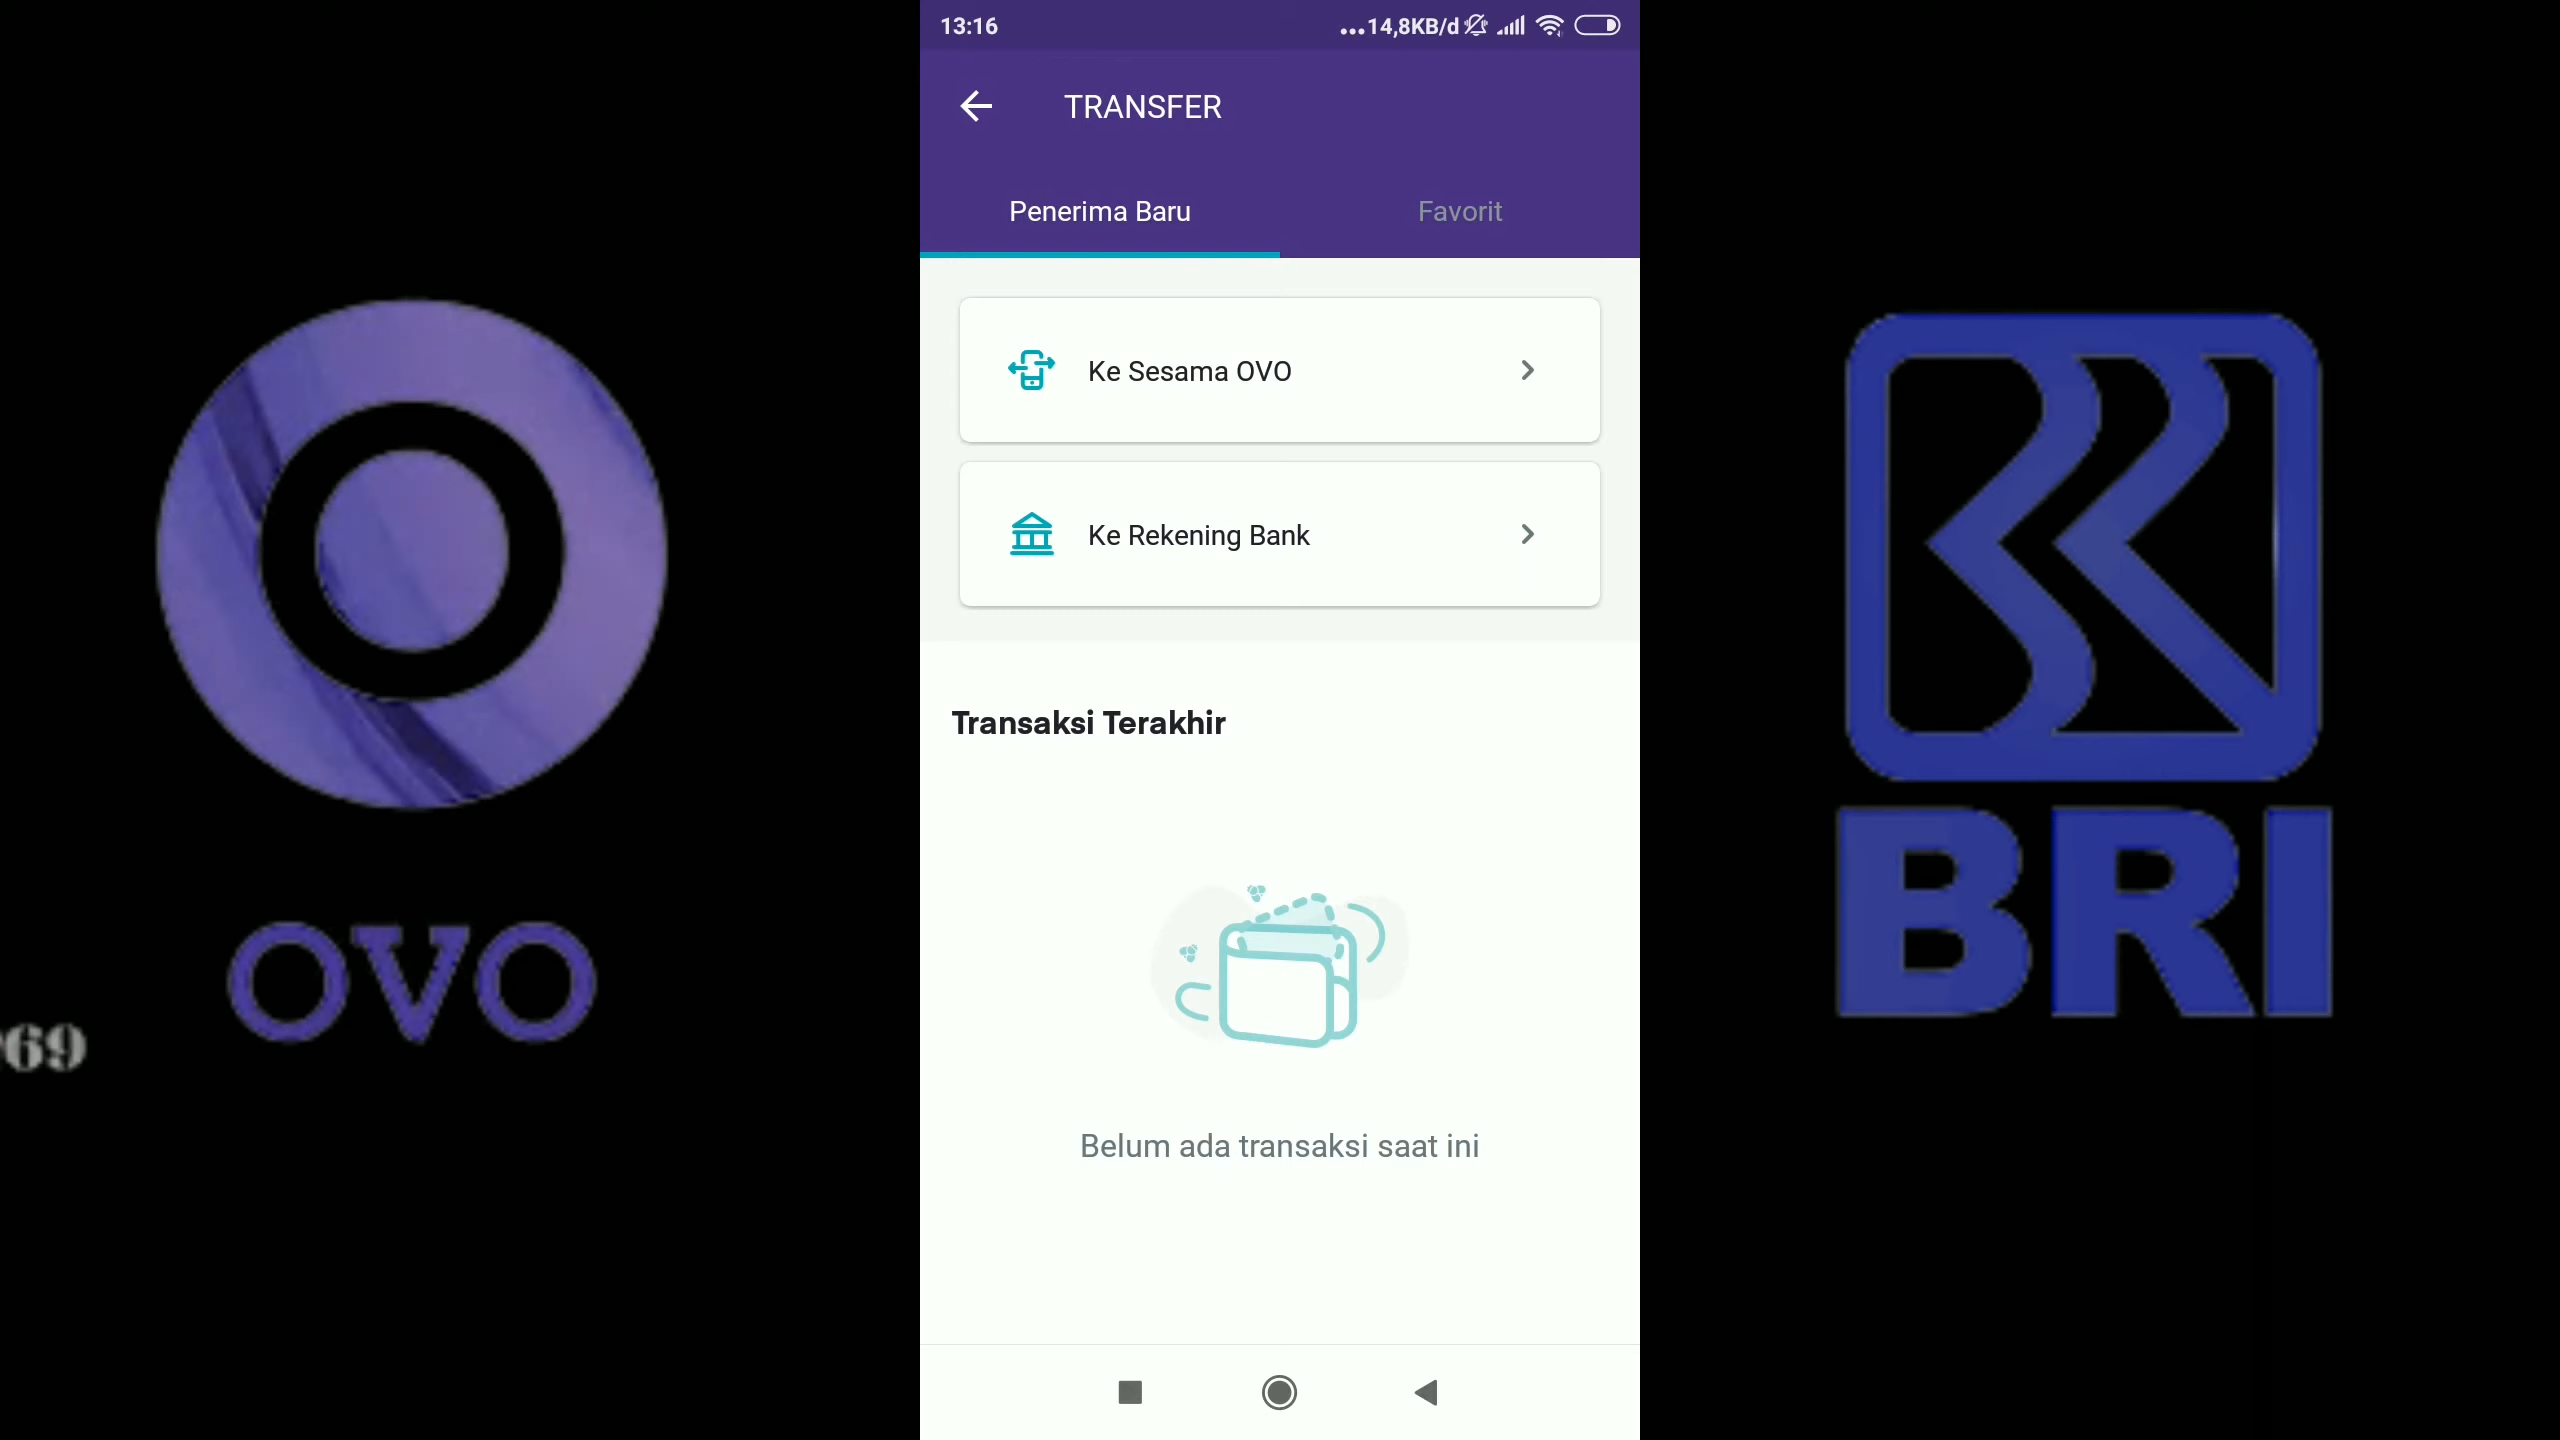 13:16
...14,8KB/d
TRANSFER
Penerima Baru
Favorit
Ke Sesama OVO
Ke Rekening Bank
Transaksi Terakhir
Belum ada transaksi saat ini
OVO
69
BRI